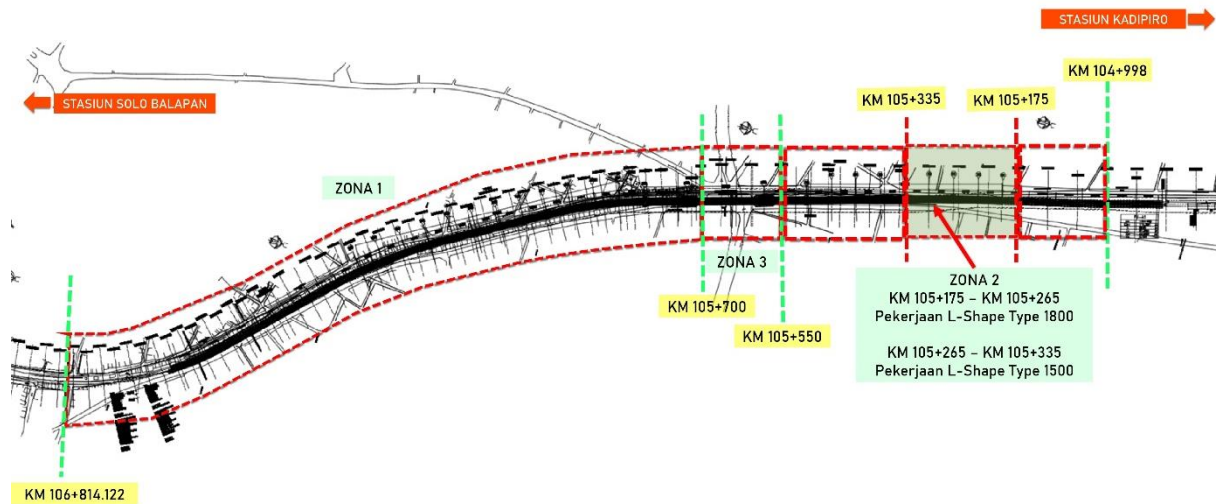 STASIUN KADIPIRO
KM 104+998
STASIUN SOLO BALAPAN
KM 105+335
KM 105+175
ZONA 1
ZONA 3
KM 105+700
KM 105+550
ZONA 2
KM 105+175 – KM 105+265
Pekerjaan L-Shape Type 1800
KM 105+265 – KM 105+335
Pekerjaan L-Shape Type 1500
KM 106+814.122